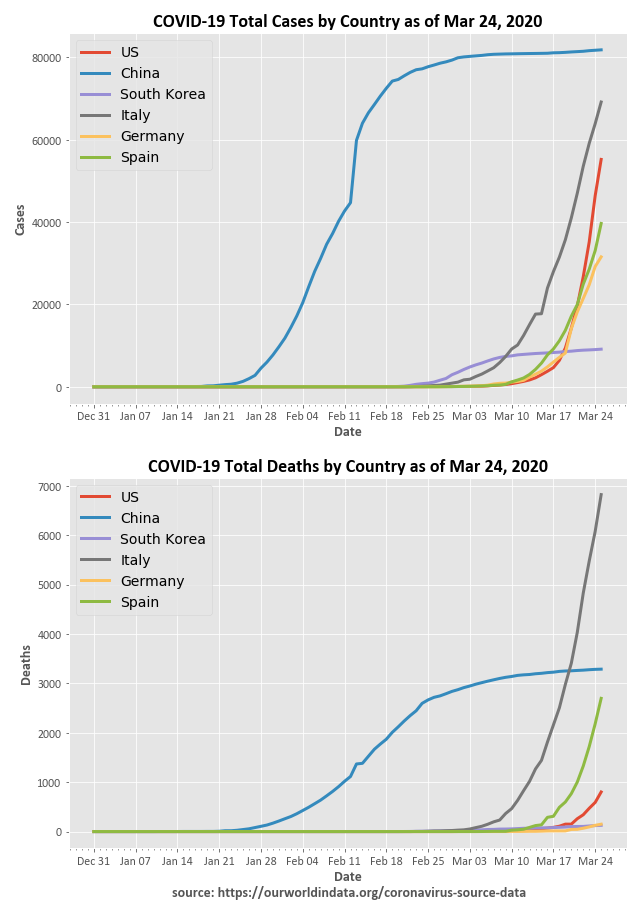 COVID-19 Total Cases by Country as of Mar 24, 2020
US
China
South Korea
Italy
Germany
Spain
80000
60000
40000
20000
0
Cases
Dec 31 Jan 07 Jan 14 Jan 21 Jan 28 Feb 04 Feb 11 Feb 18 Feb 25 Mar 03 Mar 10 Mar 17 Mar 24
Date
COVID-19 Total Deaths by Country as of Mar 24, 2020
US
China
South Korea
Italy
Germany
Spain
7000
6000
5000
4000
3000
2000
1000
0
Deaths
Dec 31 Jan 07 Jan 14 Jan 21 Jan 28 Feb 04 Feb 11 Feb 18 Feb 25 Mar 03 Mar 10 Mar 17 Mar 24
Date
source: https://ourworldindata.org/coronavirus-source-data